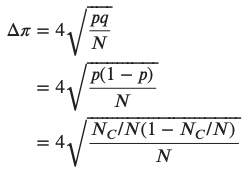 Δπ = 4√(pq/N)
= 4√(p(1 − p)/N)
= 4√(N_C/N(1 − N_C/N)/N)